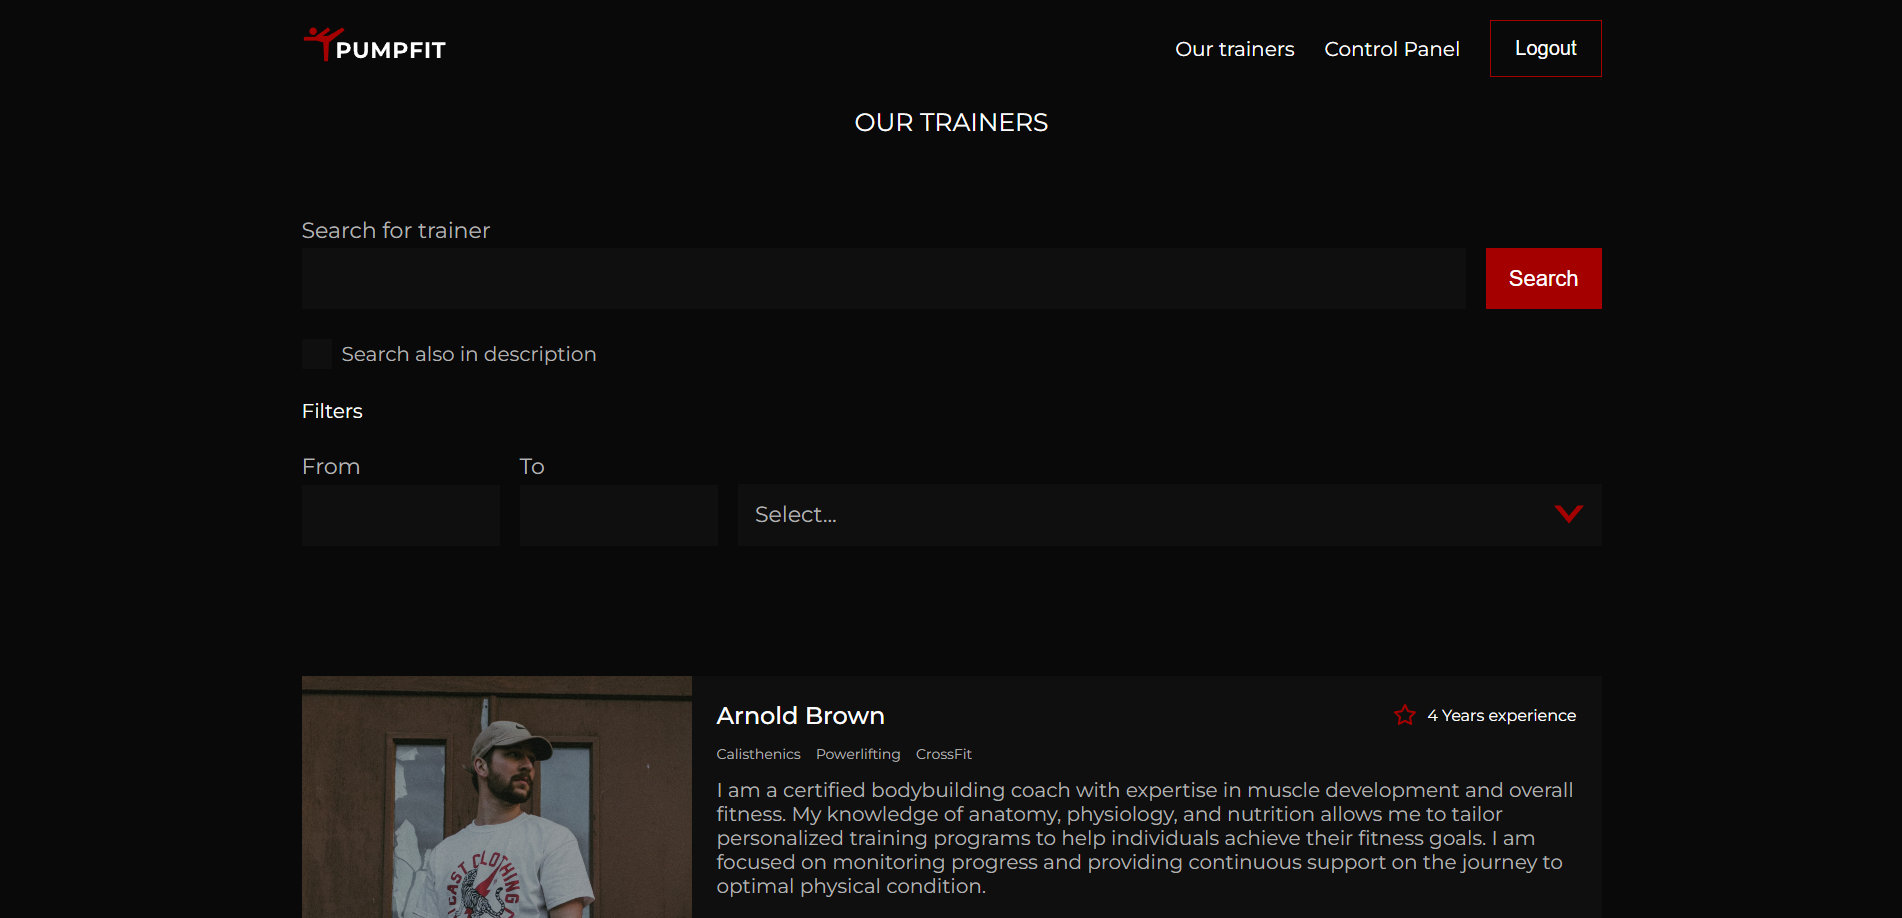 PUMPFIT
Our trainers
Control Panel
Logout
OUR TRAINERS
Search for trainer
Search
Search also in description
Filters
From
To
Select...
Arnold Brown
4 Years experience
Calisthenics Powerlifting CrossFit
I am a certified bodybuilding coach with expertise in muscle development and overall
fitness. My knowledge of anatomy, physiology, and nutrition allows me to tailor
personalized training programs to help individuals achieve their fitness goals. I am
focused on monitoring progress and providing continuous support on the journey to
optimal physical condition.
CAST CLOTHING